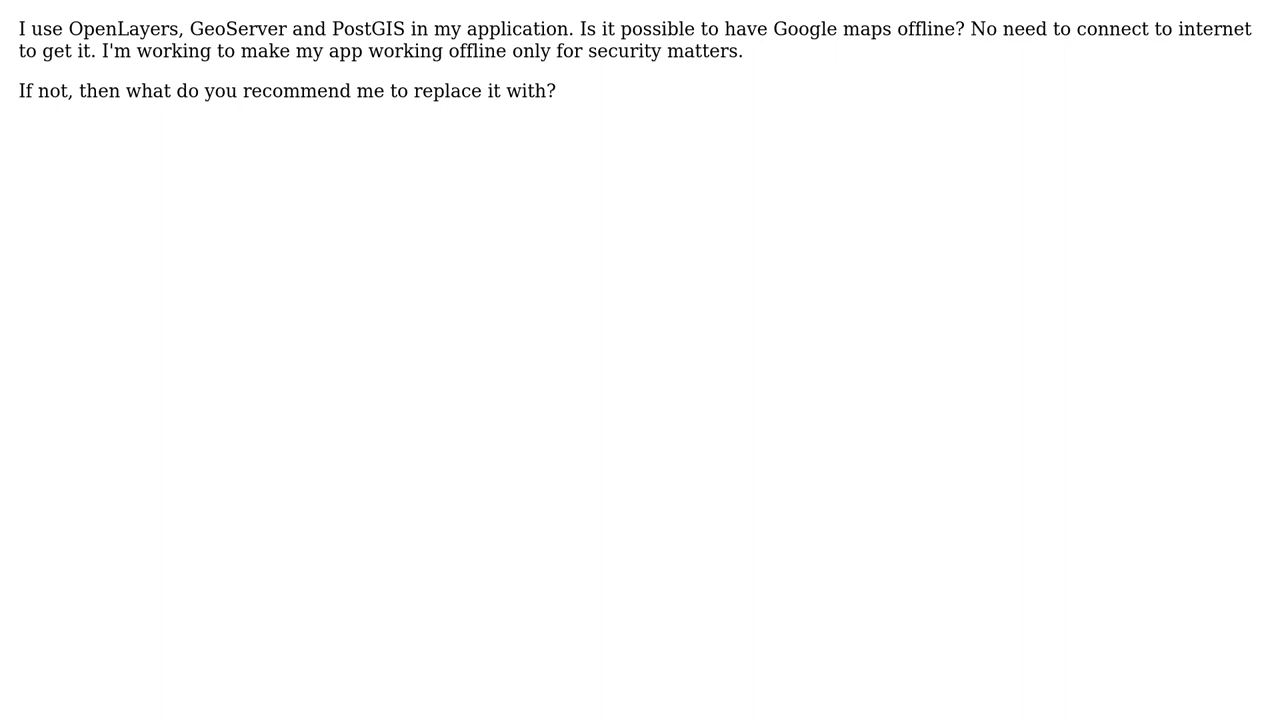 I use OpenLayers, GeoServer and PostGIS in my application. Is it possible to have Google maps offline? No need to connect to internet
to get it. I'm working to make my app working offline only for security matters.
If not, then what do you recommend me to replace it with?